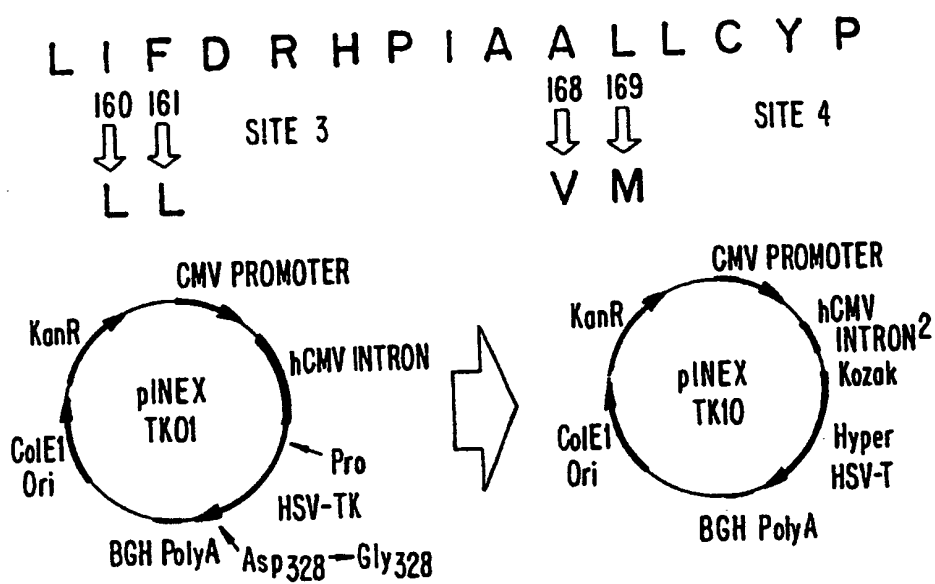 L I F D R H P I A A L L C Y P
160 161 168 169
SITE 3 SITE 4
L L V M
CMV PROMOTER
KanR
hCMV INTRON
pINEX
TK01
ColE1
Ori
Pro
HSV-TK
BGH PolyA
Asp328 — Gly328
CMV PROMOTER
KanR
hCMV
INTRON2
Kozak
pINEX
TK10
ColE1
Ori
Hyper
HSV-T
BGH PolyA